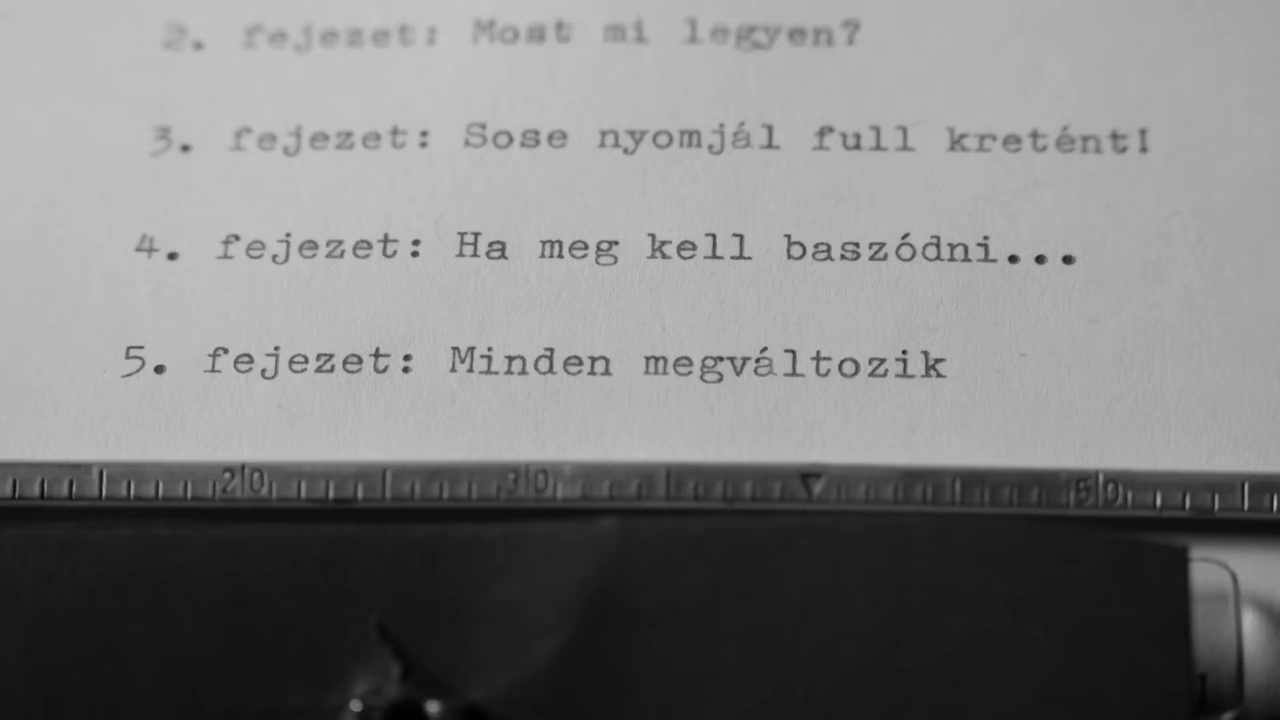 2. fejezet: Most mi legyen?
3. fejezet: Sose nyomjál full kretént!
4. fejezet: Ha meg kell baszódni...
5. fejezet: Minden megváltozik
20 30 50